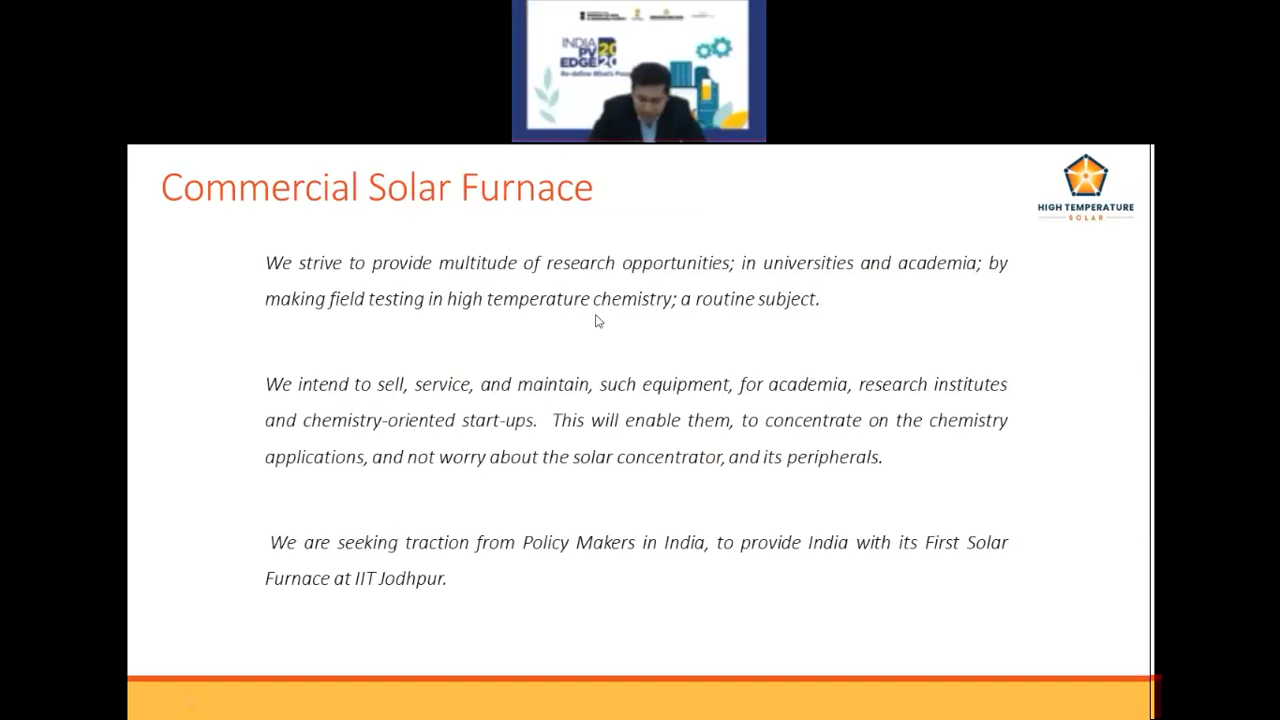 INDIA
PV 20
EDGE 20
Commercial Solar Furnace
HIGH TEMPERATURE
SOLAR
We strive to provide multitude of research opportunities; in universities and academia; by
making field testing in high temperature chemistry; a routine subject.
We intend to sell, service, and maintain, such equipment, for academia, research institutes
and chemistry-oriented start-ups. This will enable them, to concentrate on the chemistry
applications, and not worry about the solar concentrator, and its peripherals.
We are seeking traction from Policy Makers in India, to provide India with its First Solar
Furnace at IIT Jodhpur.